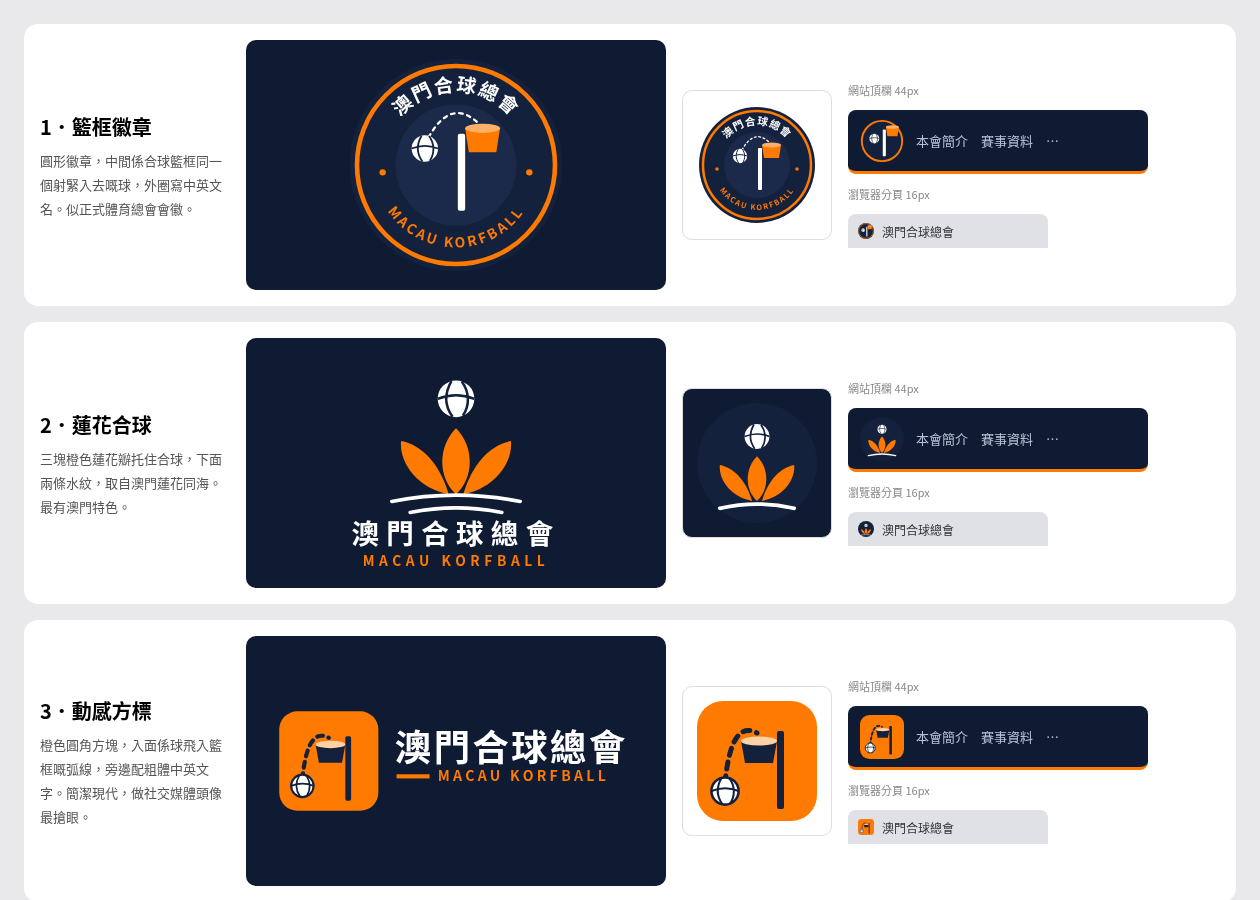 1 · 籃框徽章
圓形徽章，中間係合球籃框同一
個射緊入去嘅球，外圈寫中英文
名。似正式體育總會會徽。
澳門合球總會
MACAU KORFBALL
澳門合球總會
MACAU KORFBALL
網站頂欄 44px
本會簡介 賽事資料 …
瀏覽器分頁 16px
澳門合球總會
2 · 蓮花合球
三塊橙色蓮花瓣托住合球，下面
兩條水紋，取自澳門蓮花同海。
最有澳門特色。
澳門合球總會
MACAU KORFBALL
網站頂欄 44px
本會簡介 賽事資料 …
瀏覽器分頁 16px
澳門合球總會
3 · 動感方標
橙色圓角方塊，入面係球飛入籃
框嘅弧線，旁邊配粗體中英文
字。簡潔現代，做社交媒體頭像
最搶眼。
澳門合球總會
MACAU KORFBALL
網站頂欄 44px
本會簡介 賽事資料 …
瀏覽器分頁 16px
澳門合球總會